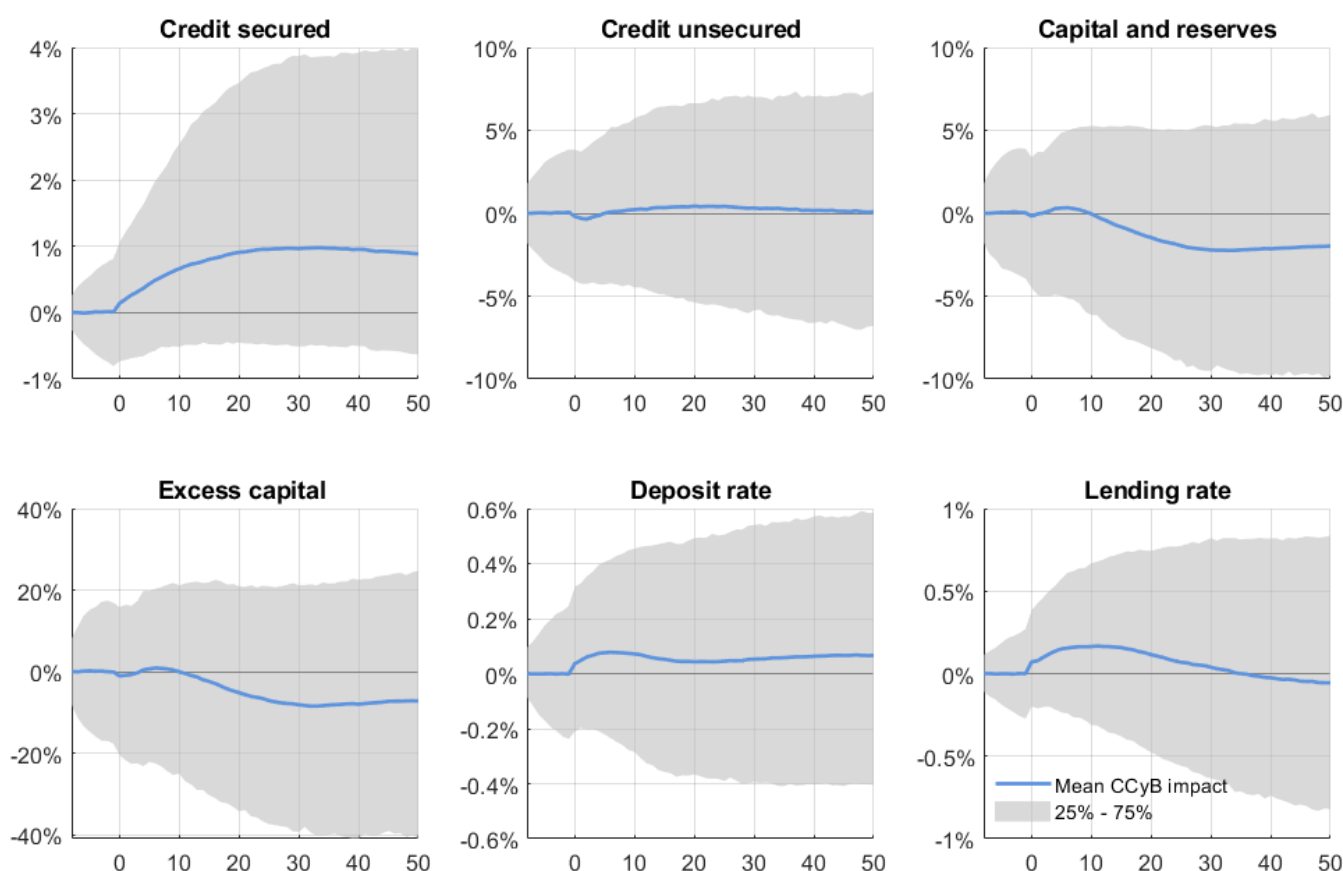 Credit secured
4%
3%
2%
1%
0%
-1%
0 10 20 30 40 50
Credit unsecured
10%
5%
0%
-5%
-10%
0 10 20 30 40 50
Capital and reserves
10%
5%
0%
-5%
-10%
0 10 20 30 40 50
Excess capital
40%
20%
0%
-20%
-40%
0 10 20 30 40 50
Deposit rate
0.6%
0.4%
0.2%
0%
-0.2%
-0.4%
-0.6%
0 10 20 30 40 50
Lending rate
1%
0.5%
0%
-0.5%
-1%
Mean CCyB impact
25% - 75%
0 10 20 30 40 50